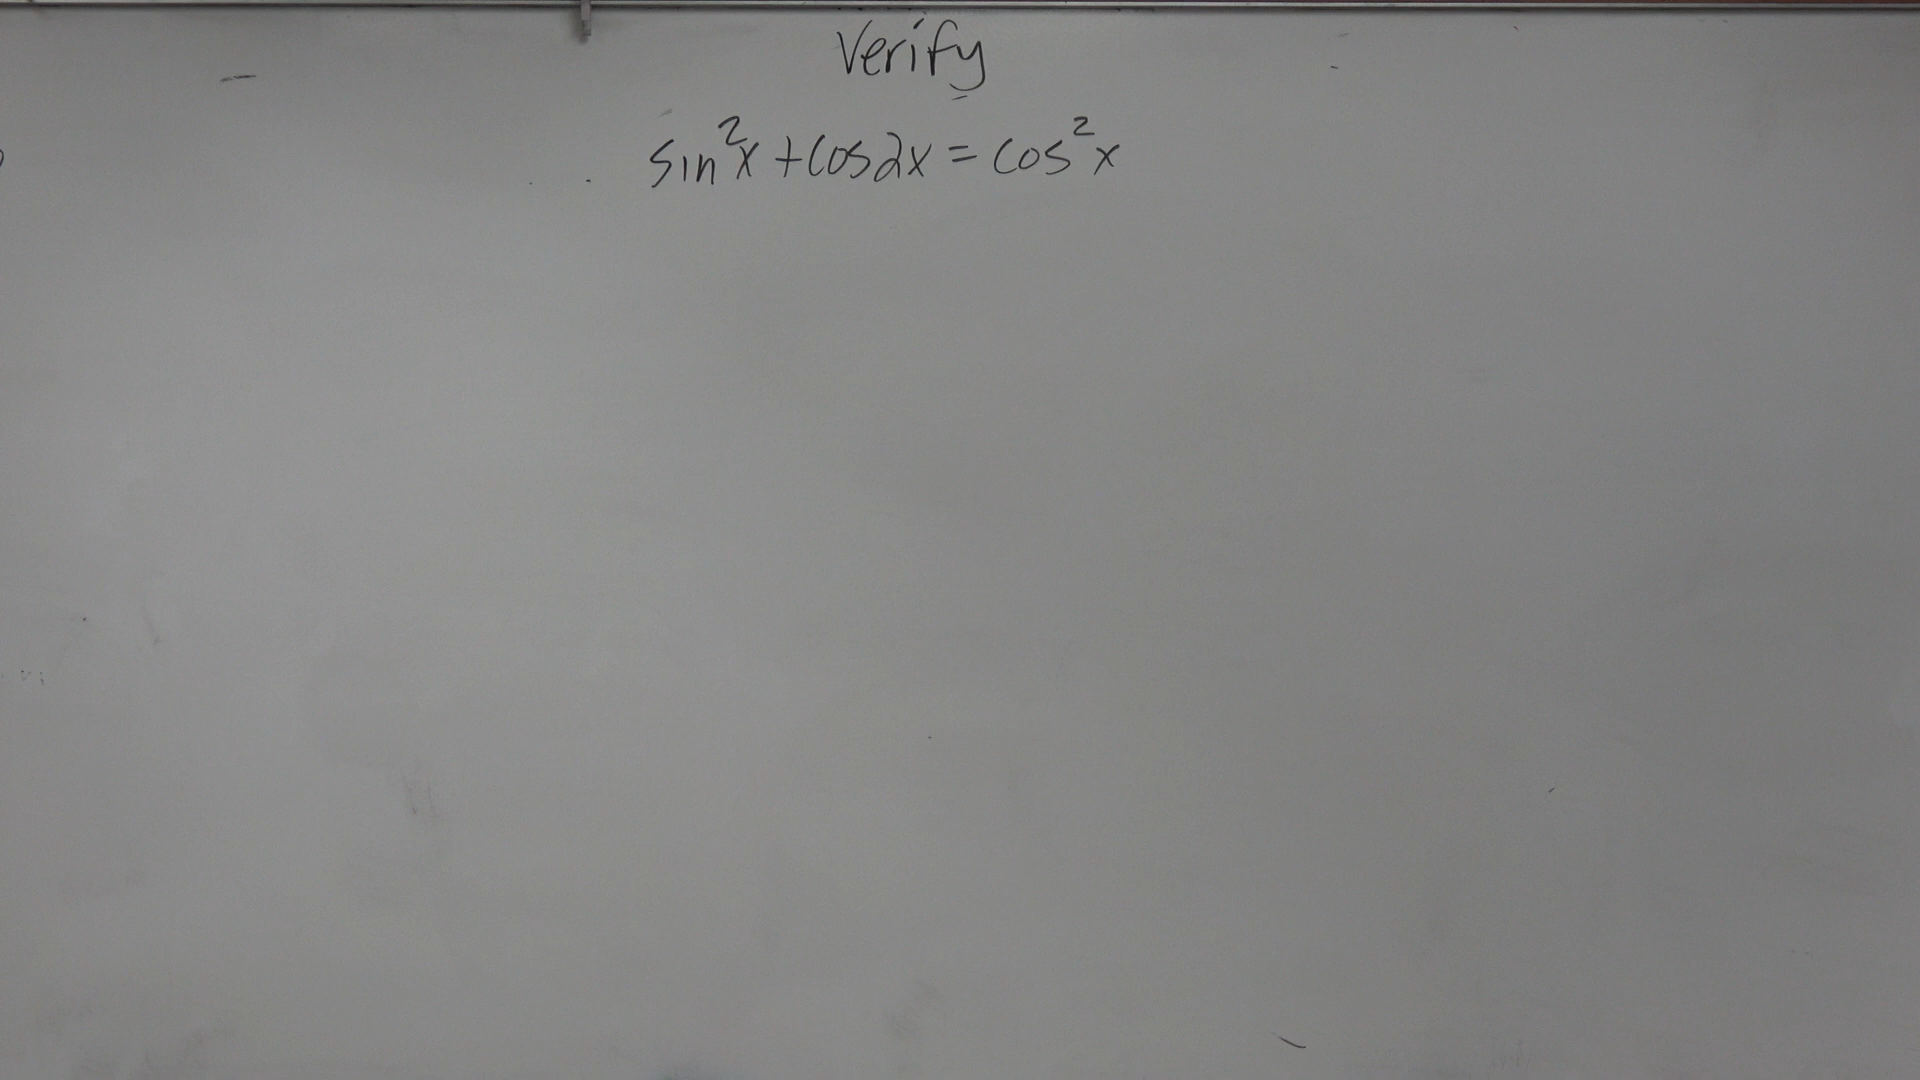 Verify
sin²x + cos2x = cos²x